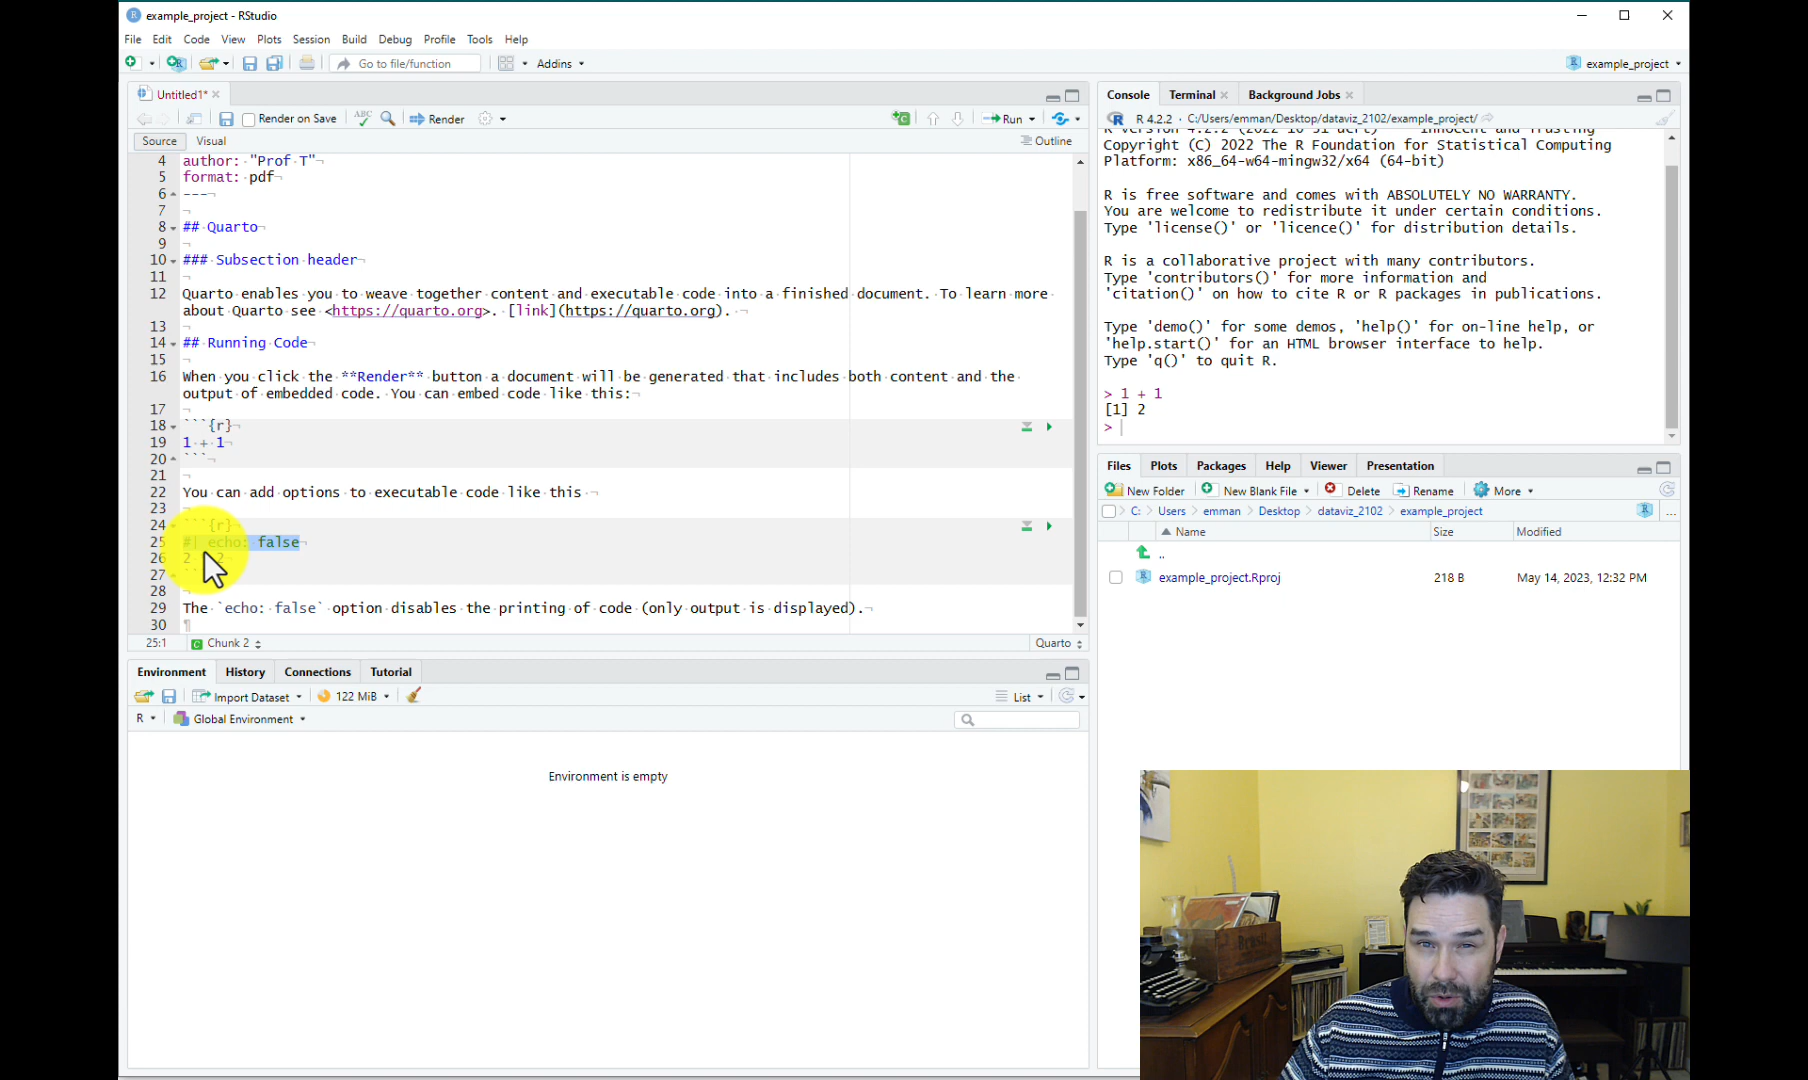 example_project - RStudio
File Edit Code View Plots Session Build Debug Profile Tools Help
Go to file/function Addins example_project
Untitled1*
Render on Save Render Run
Source Visual Outline
4 author: "Prof T"
5 format: pdf
6 ---
7
8 ## Quarto
9
10 ### Subsection header
11
12 Quarto enables you to weave together content and executable code into a finished document. To learn more
about Quarto see <https://quarto.org>. [link](https://quarto.org).
13
14 ## Running Code
15
16 When you click the **Render** button a document will be generated that includes both content and the
output of embedded code. You can embed code like this:
17
18 ```{r}
19 1 + 1
20 ```
21
22 You can add options to executable code like this
23
24 ```{r}
25 #| echo: false
26 2 2
27
28
29 The `echo: false` option disables the printing of code (only output is displayed).
30
25:1 Chunk 2 Quarto
Environment History Connections Tutorial
Import Dataset 122 MiB List
R Global Environment
Environment is empty
Console Terminal Background Jobs
R 4.2.2 · C:/Users/emman/Desktop/dataviz_2102/example_project/
R version 4.2.2 (2022-10-31 ucrt) -- "Innocent and Trusting"
Copyright (C) 2022 The R Foundation for Statistical Computing
Platform: x86_64-w64-mingw32/x64 (64-bit)
R is free software and comes with ABSOLUTELY NO WARRANTY.
You are welcome to redistribute it under certain conditions.
Type 'license()' or 'licence()' for distribution details.
R is a collaborative project with many contributors.
Type 'contributors()' for more information and
'citation()' on how to cite R or R packages in publications.
Type 'demo()' for some demos, 'help()' for on-line help, or
'help.start()' for an HTML browser interface to help.
Type 'q()' to quit R.
> 1 + 1
[1] 2
>
Files Plots Packages Help Viewer Presentation
New Folder New Blank File Delete Rename More
C: Users emman Desktop dataviz_2102 example_project ...
Name Size Modified
..
example_project.Rproj 218 B May 14, 2023, 12:32 PM
Brasil